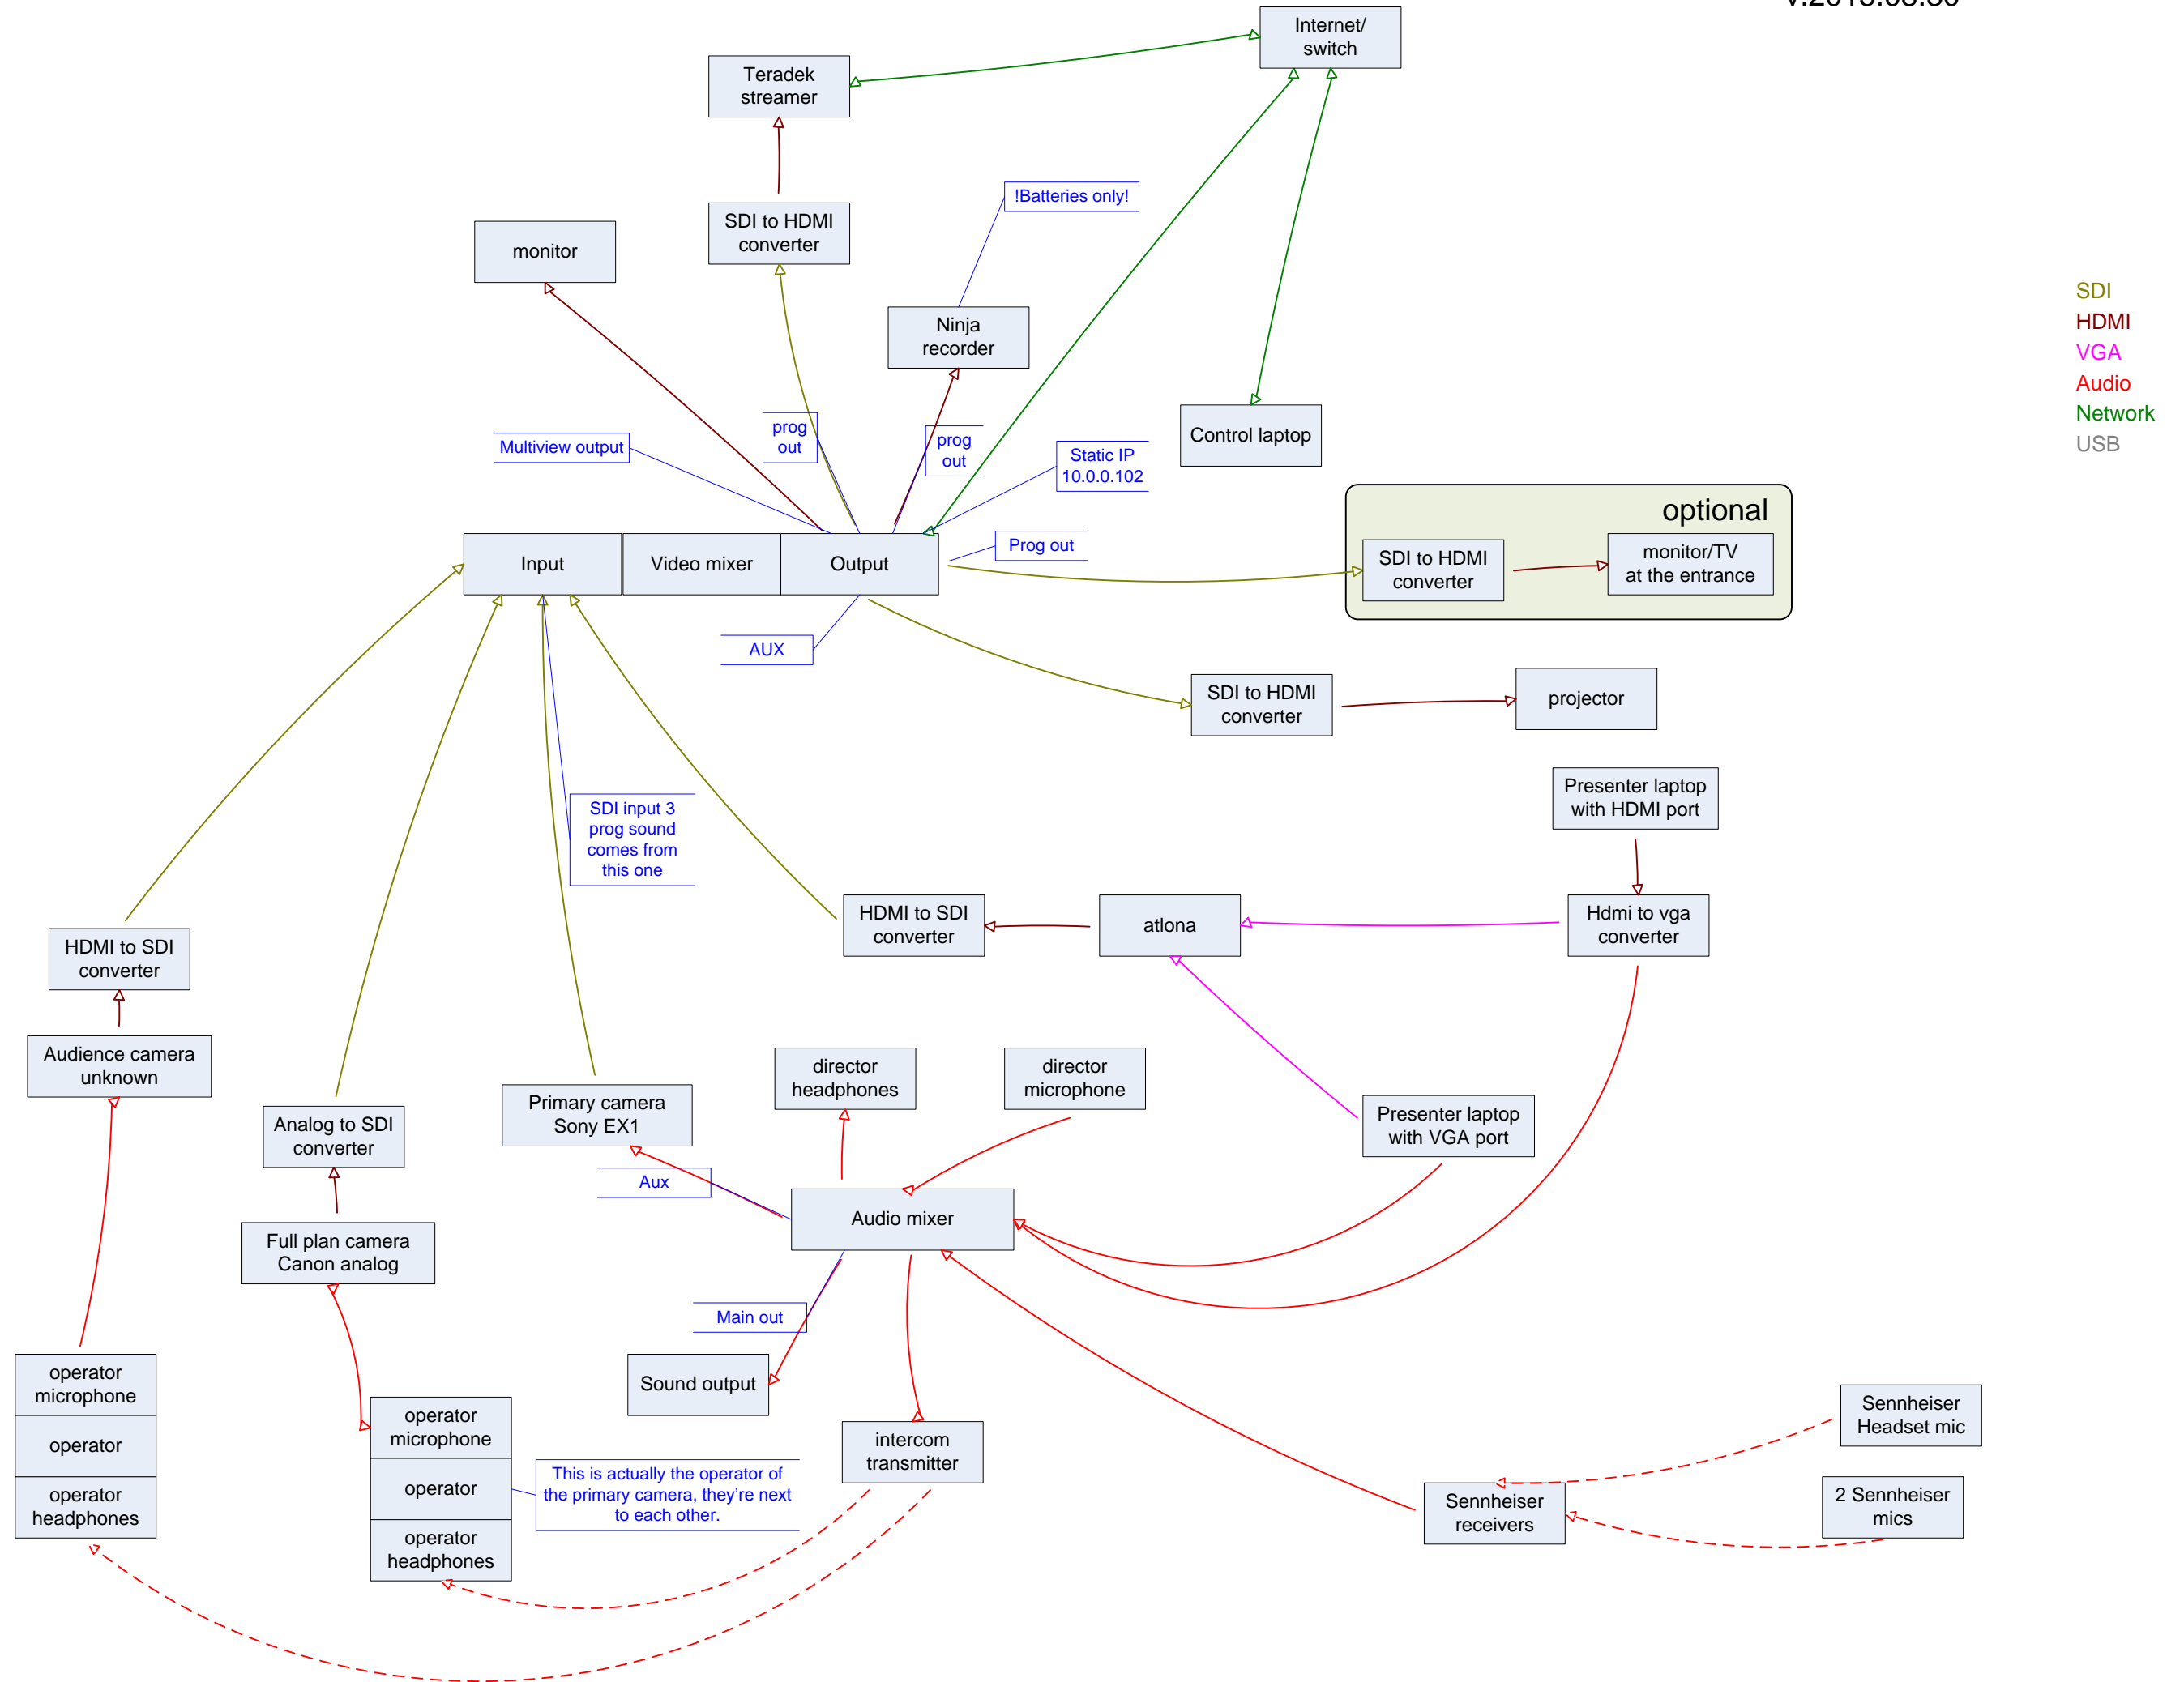 Internet/
switch
Teradek
streamer
!Batteries only!
SDI to HDMI
converter
monitor
SDI
HDMI
VGA
Audio
Network
USB
Ninja
recorder
Control laptop
Multiview output
prog
out
prog
out
Static IP
10.0.0.102
optional
Input
Video mixer
Output
Prog out
SDI to HDMI
converter
monitor/TV
at the entrance
AUX
SDI to HDMI
converter
projector
SDI input 3
prog sound
comes from
this one
Presenter laptop
with HDMI port
HDMI to SDI
converter
HDMI to SDI
converter
atlona
Hdmi to vga
converter
Audience camera
unknown
Analog to SDI
converter
Primary camera
Sony EX1
director
headphones
director
microphone
Presenter laptop
with VGA port
Aux
Audio mixer
Full plan camera
Canon analog
Main out
Sound output
operator
microphone
operator
operator
headphones
operator
microphone
operator
operator
headphones
This is actually the operator of
the primary camera, they're next
to each other.
intercom
transmitter
Sennheiser
Headset mic
Sennheiser
receivers
2 Sennheiser
mics